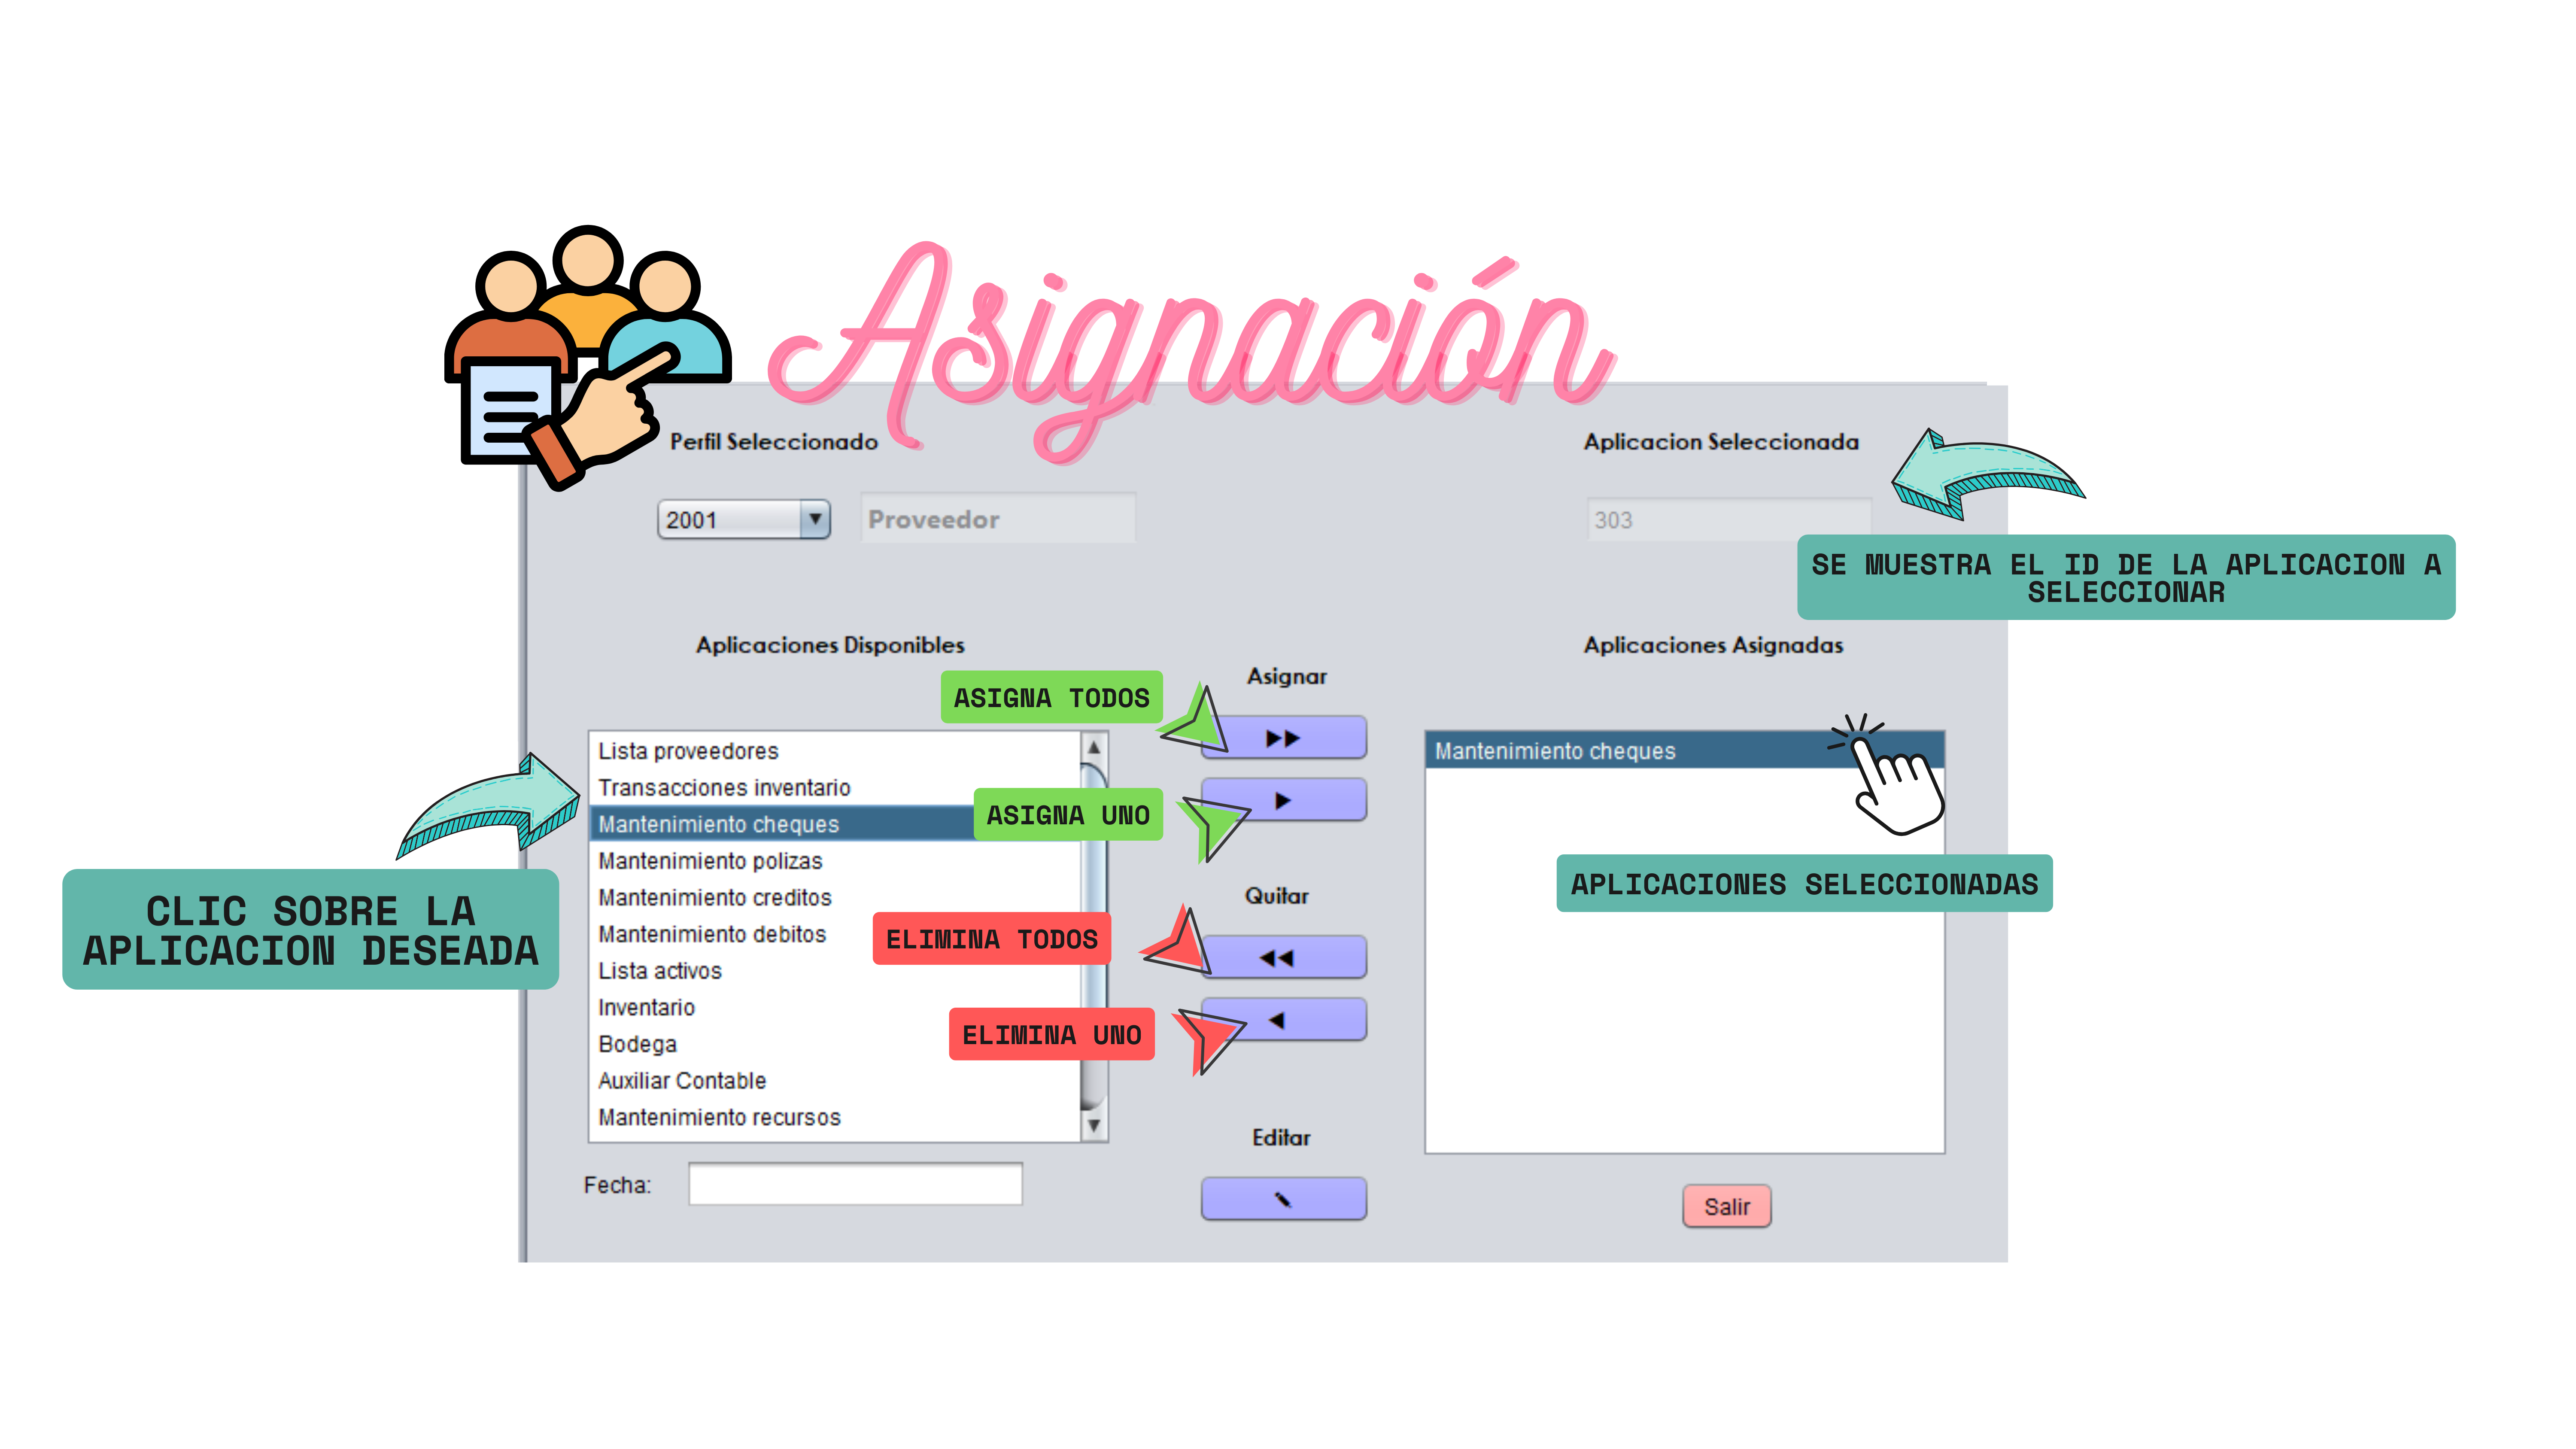 Asignación
Perfil Seleccionado
Aplicacion Seleccionada
2001
Proveedor
303
SE MUESTRA EL ID DE LA APLICACION A
SELECCIONAR
Aplicaciones Disponibles
Aplicaciones Asignadas
Asignar
ASIGNA TODOS
Lista proveedores
Transacciones inventario
Mantenimiento cheques
Mantenimiento polizas
Mantenimiento creditos
Mantenimiento debitos
Lista activos
Inventario
Bodega
Auxiliar Contable
Mantenimiento recursos
CLIC SOBRE LA
APLICACION DESEADA
ASIGNA UNO
Quitar
ELIMINA TODOS
ELIMINA UNO
Editar
Mantenimiento cheques
APLICACIONES SELECCIONADAS
Fecha:
Salir